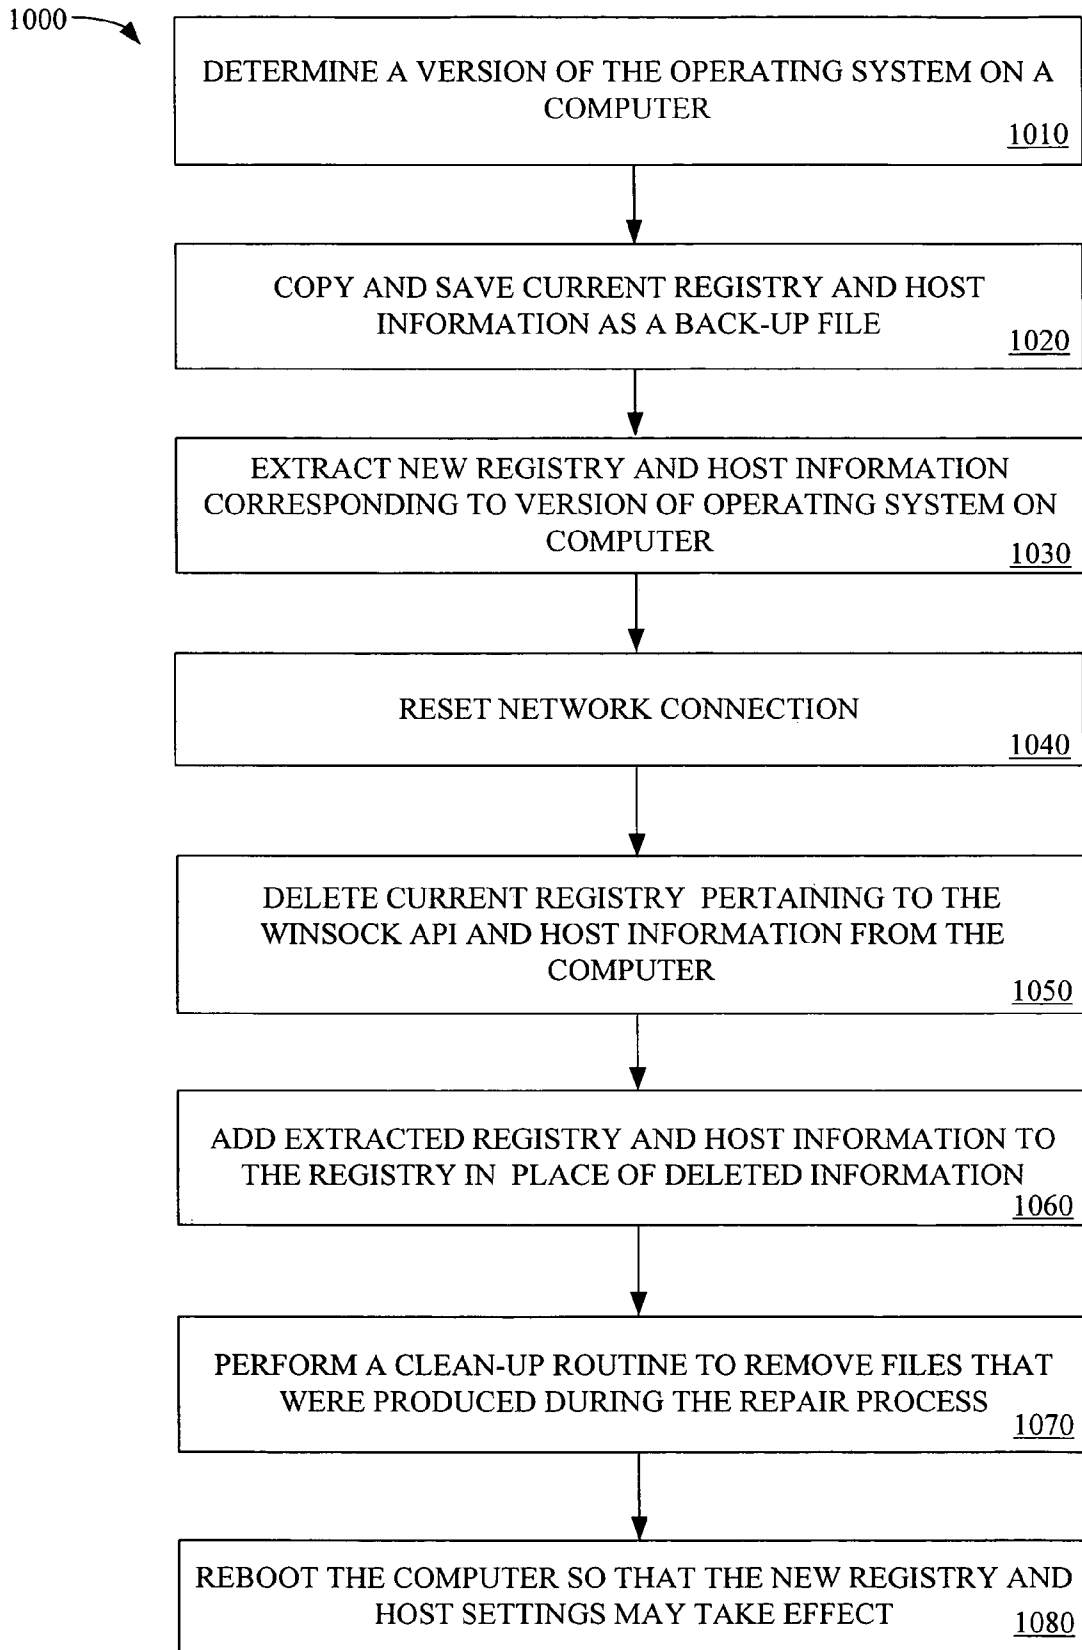 1000
DETERMINE A VERSION OF THE OPERATING SYSTEM ON A
COMPUTER
1010
COPY AND SAVE CURRENT REGISTRY AND HOST
INFORMATION AS A BACK-UP FILE
1020
EXTRACT NEW REGISTRY AND HOST INFORMATION
CORRESPONDING TO VERSION OF OPERATING SYSTEM ON
COMPUTER
1030
RESET NETWORK CONNECTION
1040
DELETE CURRENT REGISTRY PERTAINING TO THE
WINSOCK API AND HOST INFORMATION FROM THE
COMPUTER
1050
ADD EXTRACTED REGISTRY AND HOST INFORMATION TO
THE REGISTRY IN PLACE OF DELETED INFORMATION
1060
PERFORM A CLEAN-UP ROUTINE TO REMOVE FILES THAT
WERE PRODUCED DURING THE REPAIR PROCESS
1070
REBOOT THE COMPUTER SO THAT THE NEW REGISTRY AND
HOST SETTINGS MAY TAKE EFFECT
1080